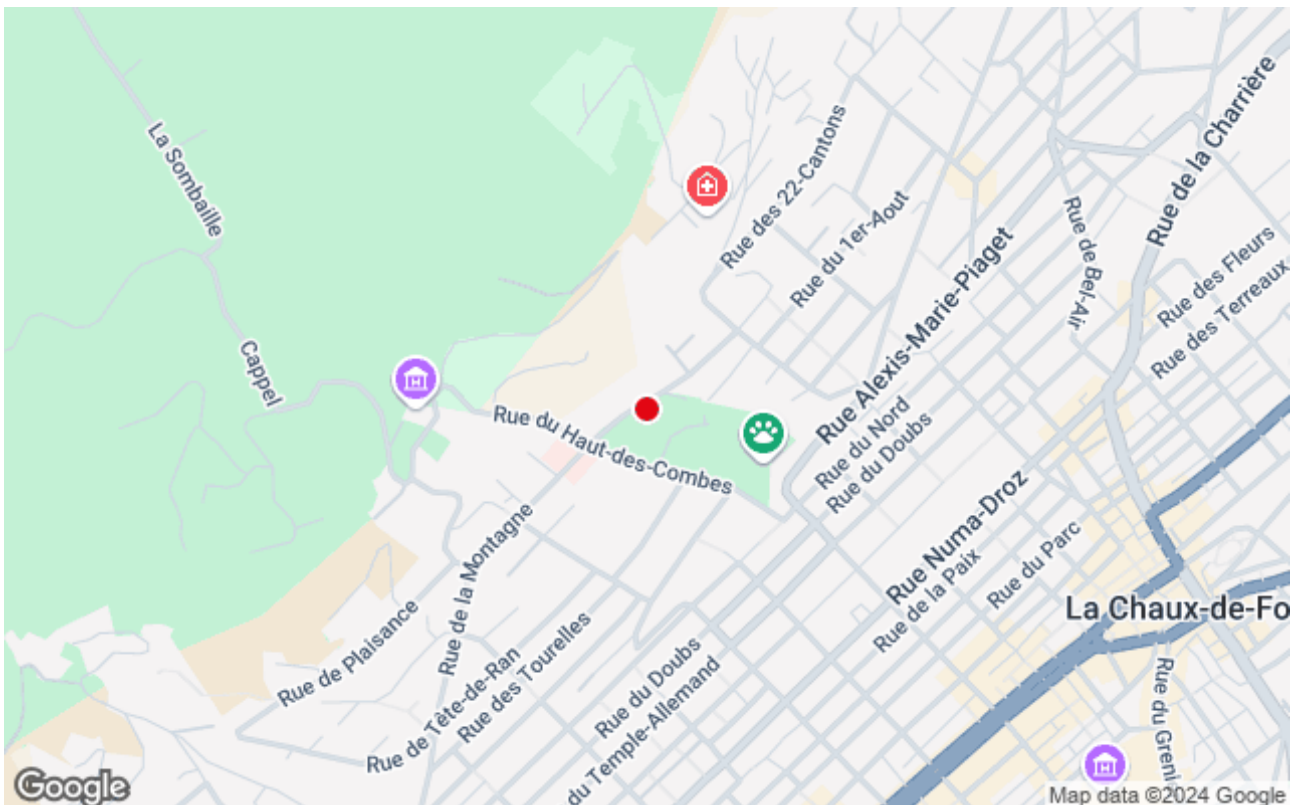 La Sombaille
Rue des 22-Cantons
Rue de la Charrière
Rue du 1er-Aout
Rue de Bel-Air
Rue des Fleurs
Rue des Terreaux
Rue Alexis-Marie-Piaget
Cappel
Rue du Haut-des-Combes
Rue du Nord
Rue du Doubs
Rue Numa-Droz
Rue de la Paix
Rue du Parc
La Chaux-de-Fo
Rue de la Montagne
Rue de Plaisance
Rue de Tête-de-Ran
Rue des Tourelles
Rue du Doubs
du Temple-Allemand
Rue du Greni
Google
Map data ©2024 Google